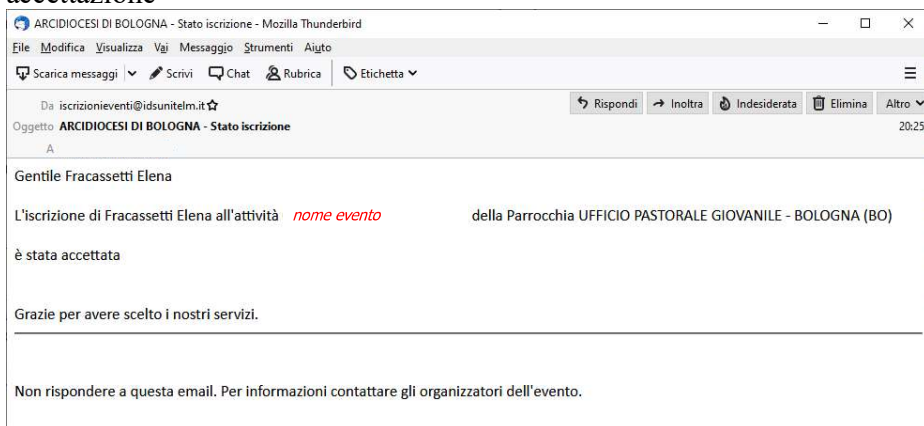 accettazione
ARCIDIOCESI DI BOLOGNA - Stato iscrizione - Mozilla Thunderbird
File Modifica Visualizza Vai Messaggio Strumenti Aiuto
Scarica messaggi Scrivi Chat Rubrica Etichetta
Da iscrizionieventi@idsunitelm.it Rispondi Inoltra Indesiderata Elimina Altro
Oggetto ARCIDIOCESI DI BOLOGNA - Stato iscrizione 20:25
A
Gentile Fracassetti Elena
L'iscrizione di Fracassetti Elena all'attività nome evento della Parrocchia UFFICIO PASTORALE GIOVANILE - BOLOGNA (BO)
è stata accettata
Grazie per avere scelto i nostri servizi.
Non rispondere a questa email. Per informazioni contattare gli organizzatori dell'evento.